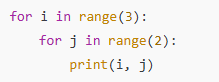 for i in range(3):
    for j in range(2):
        print(i, j)